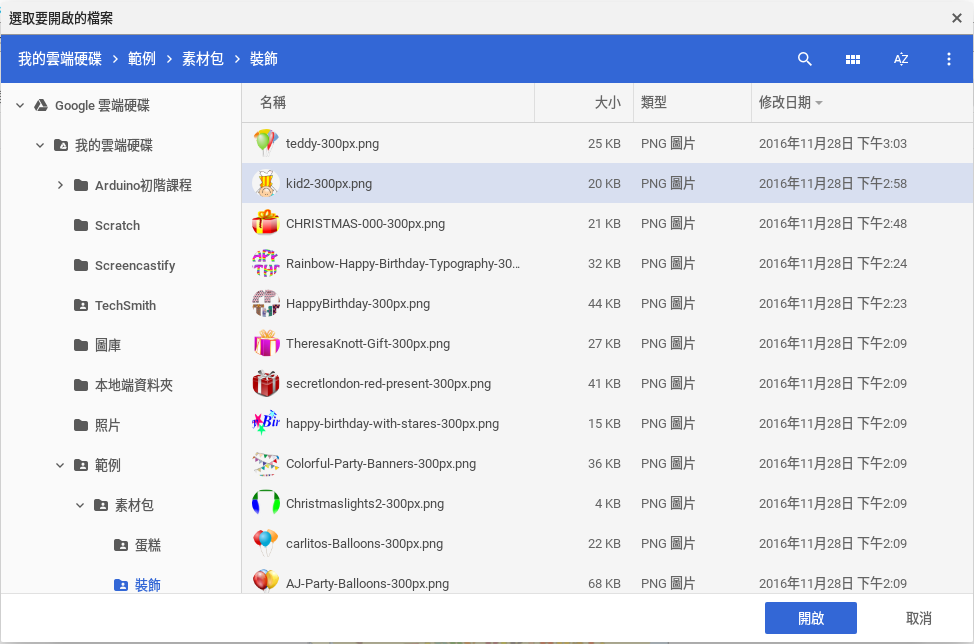 選取要開啟的檔案
我的雲端硬碟 範例 素材包 裝飾
AZ
Google 雲端硬碟
我的雲端硬碟
Arduino初階課程
Scratch
Screencastify
TechSmith
圖庫
本地端資料夾
照片
範例
素材包
蛋糕
裝飾
名稱 大小 類型 修改日期
teddy-300px.png 25 KB PNG 圖片 2016年11月28日 下午3:03
kid2-300px.png 20 KB PNG 圖片 2016年11月28日 下午2:58
CHRISTMAS-000-300px.png 21 KB PNG 圖片 2016年11月28日 下午2:48
Rainbow-Happy-Birthday-Typography-30... 32 KB PNG 圖片 2016年11月28日 下午2:24
HappyBirthday-300px.png 44 KB PNG 圖片 2016年11月28日 下午2:23
TheresaKnott-Gift-300px.png 27 KB PNG 圖片 2016年11月28日 下午2:09
secretlondon-red-present-300px.png 41 KB PNG 圖片 2016年11月28日 下午2:09
happy-birthday-with-stares-300px.png 15 KB PNG 圖片 2016年11月28日 下午2:09
Colorful-Party-Banners-300px.png 36 KB PNG 圖片 2016年11月28日 下午2:09
Christmaslights2-300px.png 4 KB PNG 圖片 2016年11月28日 下午2:09
carlitos-Balloons-300px.png 22 KB PNG 圖片 2016年11月28日 下午2:09
AJ-Party-Balloons-300px.png 68 KB PNG 圖片 2016年11月28日 下午2:09
開啟 取消